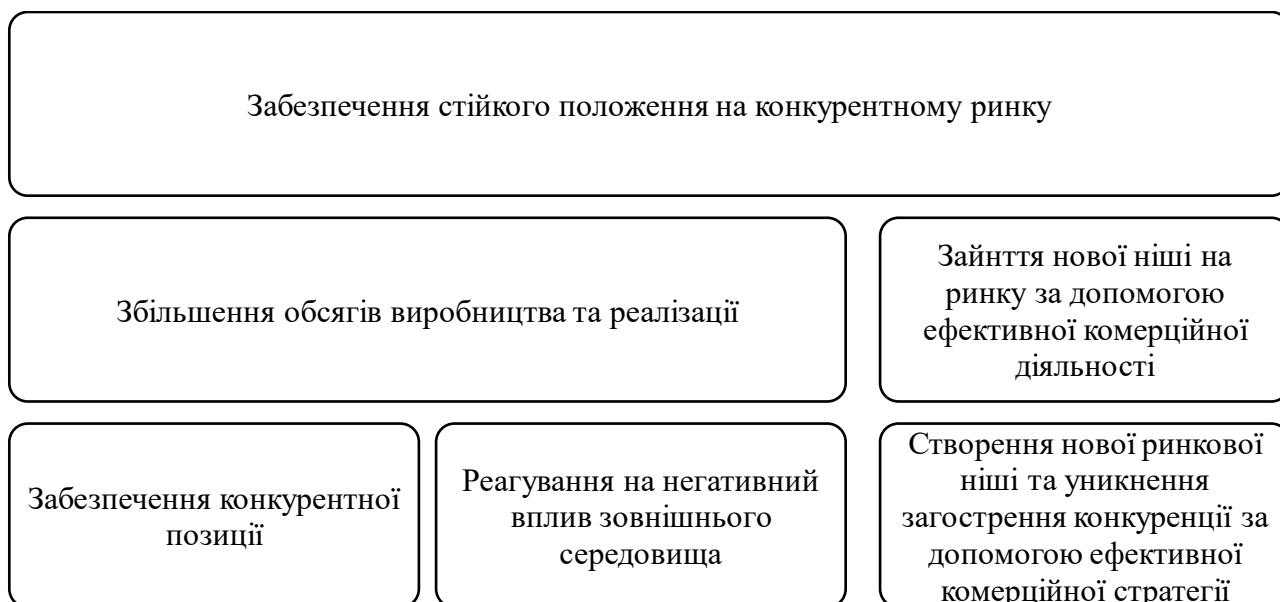 Забезпечення стійкого положення на конкурентному ринку
Збільшення обсягів виробництва та реалізації
Зайнття нової ніші на
ринку за допомогою
ефективної комерційної
діяльності
Забезпечення конкурентної
позиції
Реагування на негативний
вплив зовнішнього
середовища
Створення нової ринкової
ніші та уникнення
загострення конкуренції за
допомогою ефективної
комерційної стратегії